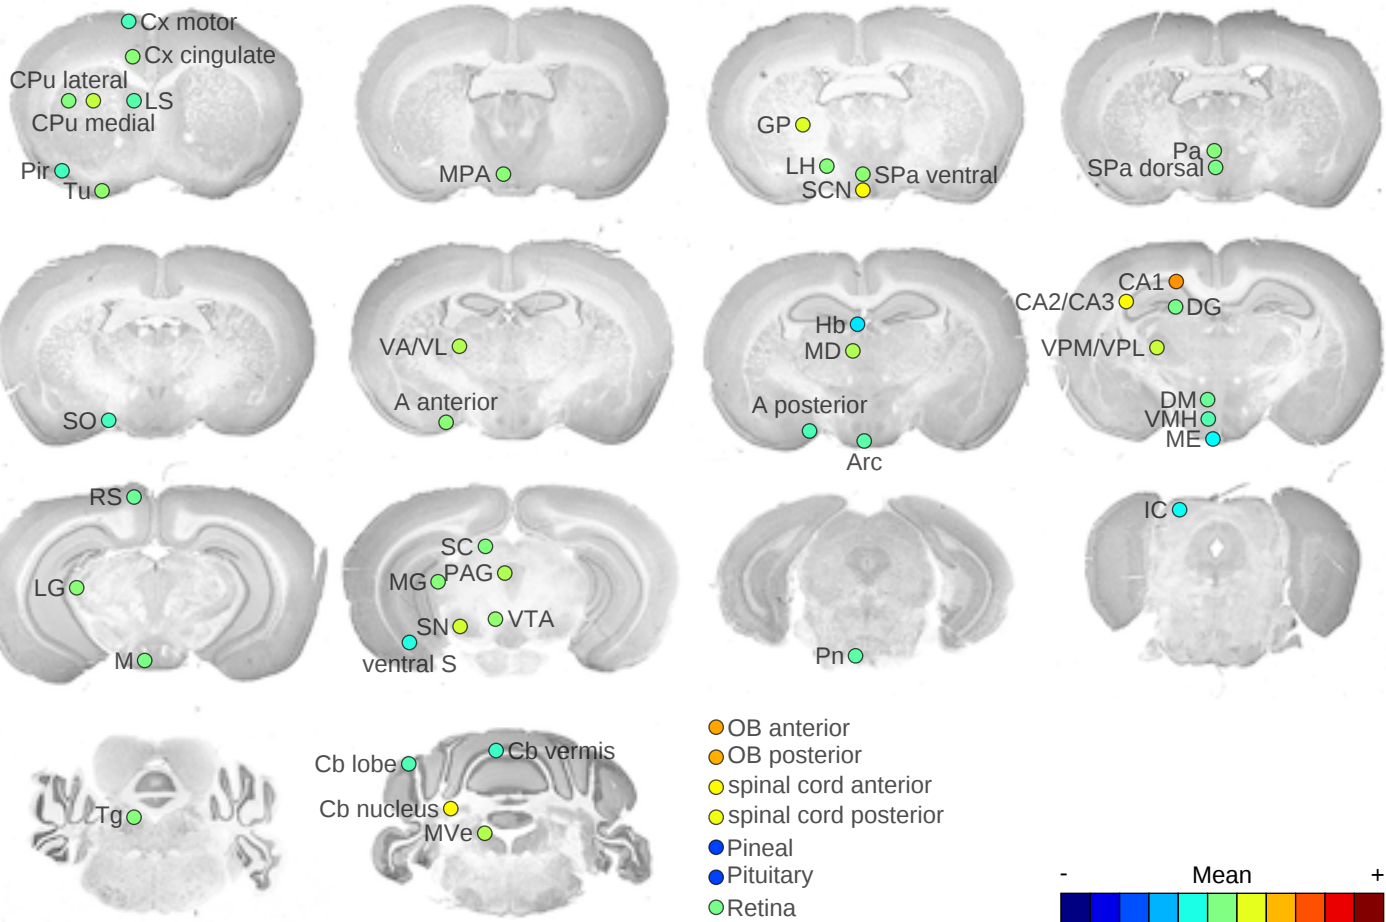 Cx motor
Cx cingulate
CPu lateral
LS
CPu medial
Pir
Tu
MPA
GP
LH
SPa ventral
SCN
Pa
SPa dorsal
SO
VA/VL
A anterior
Hb
MD
A posterior
Arc
CA1
CA2/CA3
DG
VPM/VPL
DM
VMH
ME
RS
LG
M
SC
MG
PAG
SN
VTA
ventral S
Pn
IC
Tg
Cb lobe
Cb vermis
Cb nucleus
MVe
OB anterior
OB posterior
spinal cord anterior
spinal cord posterior
Pineal
Pituitary
Retina
- Mean +